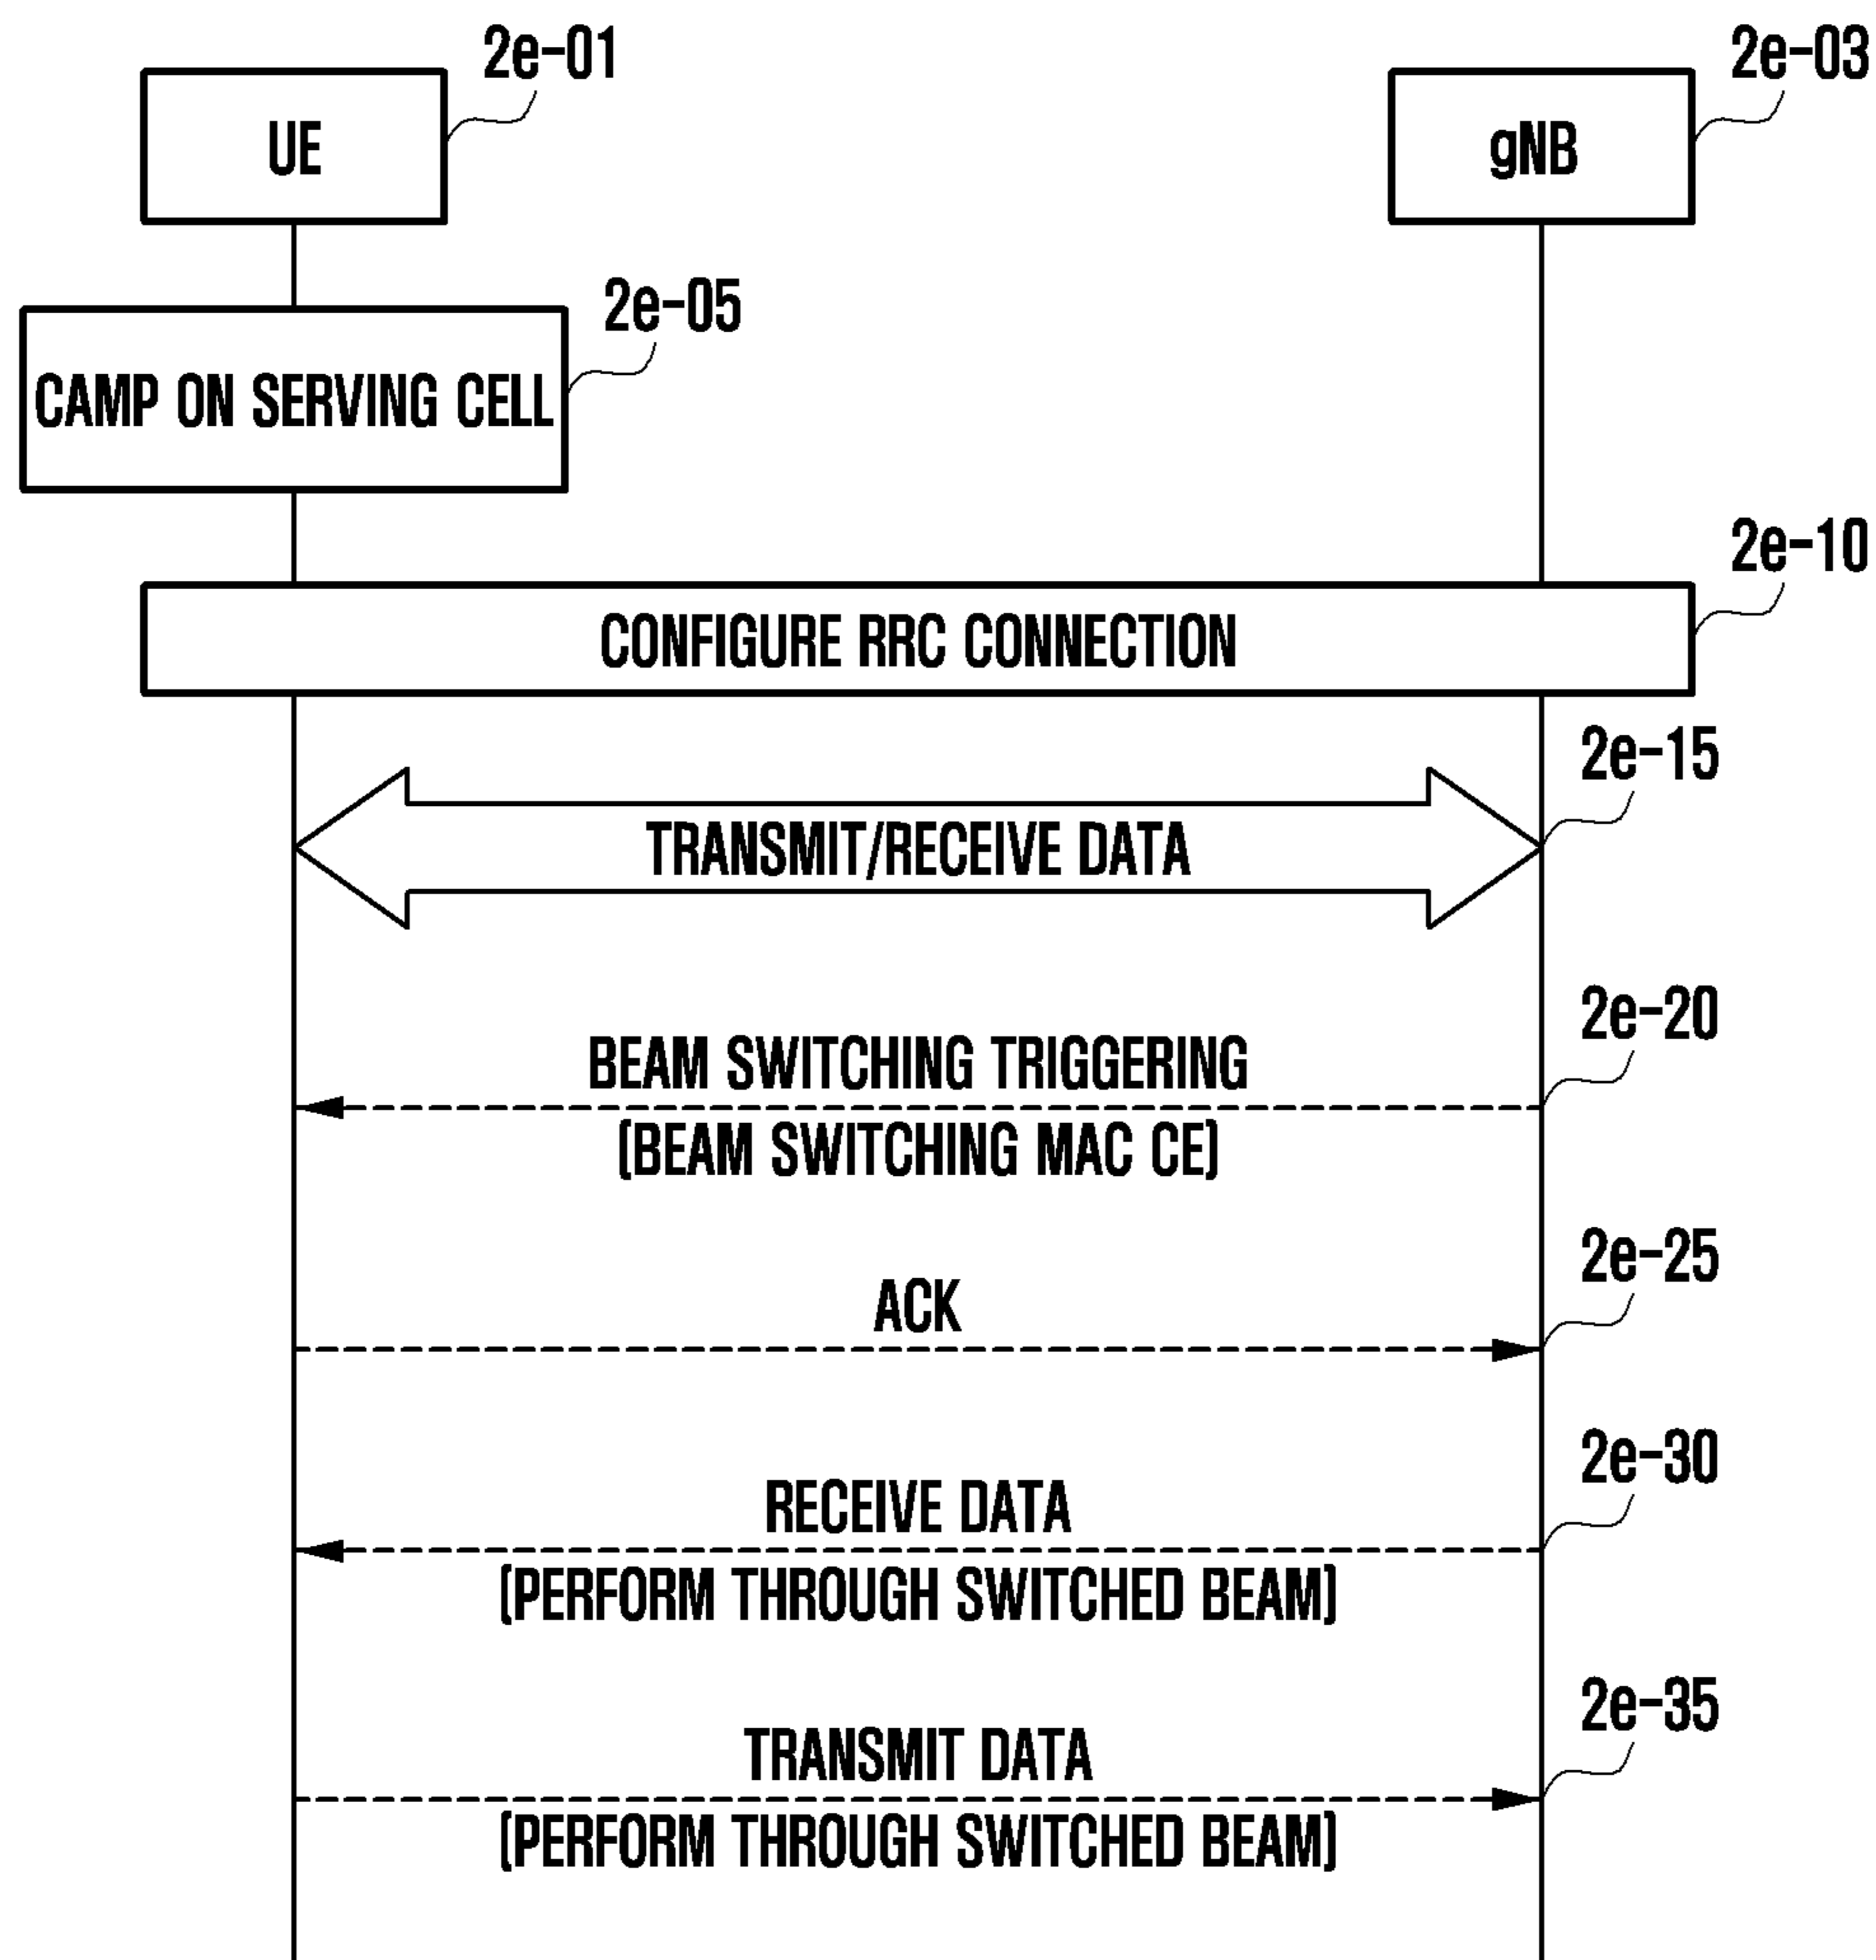 2e-01
2e-03
UE
gNB
2e-05
CAMP ON SERVING CELL
2e-10
CONFIGURE RRC CONNECTION
2e-15
TRANSMIT/RECEIVE DATA
2e-20
BEAM SWITCHING TRIGGERING
(BEAM SWITCHING MAC CE)
2e-25
ACK
2e-30
RECEIVE DATA
(PERFORM THROUGH SWITCHED BEAM)
2e-35
TRANSMIT DATA
(PERFORM THROUGH SWITCHED BEAM)